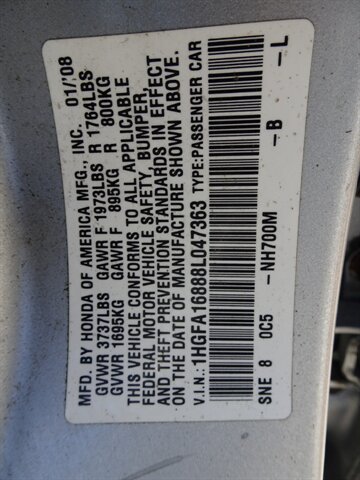 MFD. BY HONDA OF AMERICA MFG., INC. 01/'08
GVWR 3737LBS GAWR F 1973LBS R 1764LBS
GVWR 1695KG GAWR F 895KG R 800KG
THIS VEHICLE CONFORMS TO ALL APPLICABLE
FEDERAL MOTOR VEHICLE SAFETY, BUMPER,
AND THEFT PREVENTION STANDARDS IN EFFECT
ON THE DATE OF MANUFACTURE SHOWN ABOVE.
V.I.N.: 1HGFA16888L047363 TYPE:PASSENGER CAR
SNE 8 0C5 -NH700M -B -L